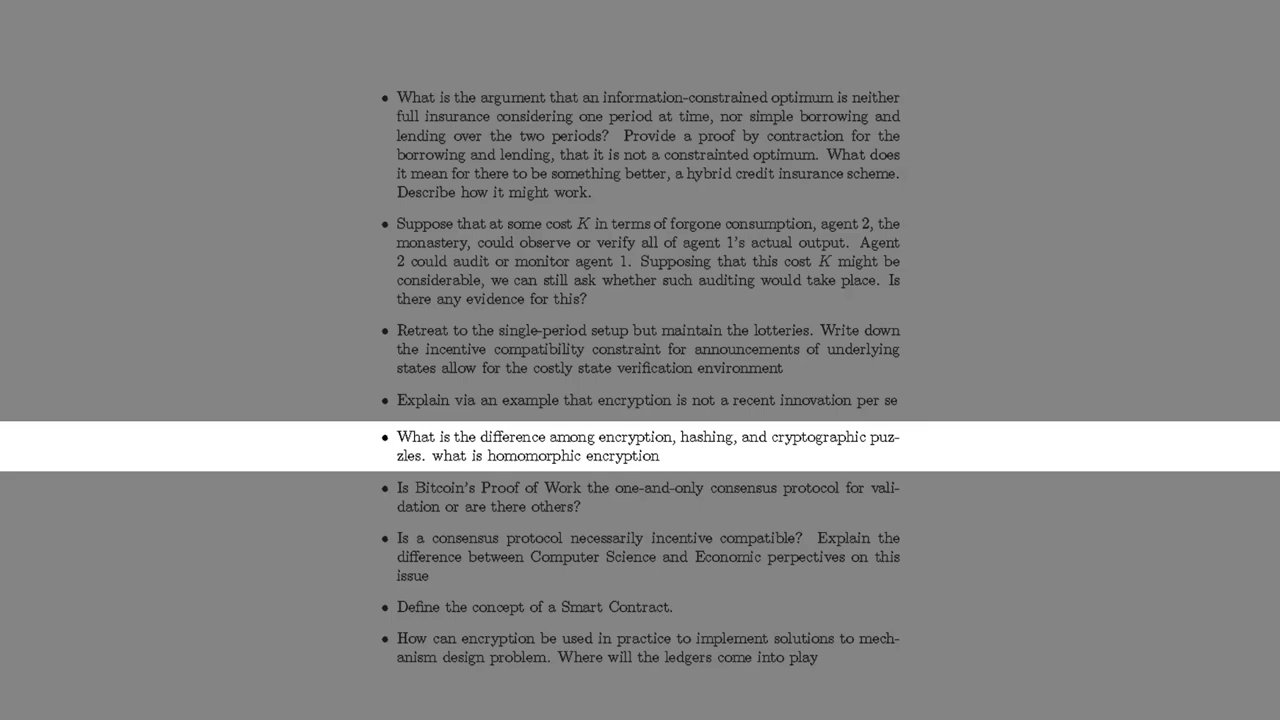 • What is the argument that an information-constrained optimum is neither
full insurance considering one period at time, nor simple borrowing and
lending over the two periods? Provide a proof by contraction for the
borrowing and lending, that it is not a constrainted optimum. What does
it mean for there to be something better, a hybrid credit insurance scheme.
Describe how it might work.
• Suppose that at some cost K in terms of forgone consumption, agent 2, the
monastery, could observe or verify all of agent 1's actual output. Agent
2 could audit or monitor agent 1. Supposing that this cost K might be
considerable, we can still ask whether such auditing would take place. Is
there any evidence for this?
• Retreat to the single-period setup but maintain the lotteries. Write down
the incentive compatibility constraint for announcements of underlying
states allow for the costly state verification environment
• Explain via an example that encryption is not a recent innovation per se
• What is the difference among encryption, hashing, and cryptographic puz-
zles. what is homomorphic encryption
• Is Bitcoin's Proof of Work the one-and-only consensus protocol for vali-
dation or are there others?
• Is a consensus protocol necessarily incentive compatible? Explain the
difference between Computer Science and Economic perpectives on this
issue
• Define the concept of a Smart Contract.
• How can encryption be used in practice to implement solutions to mech-
anism design problem. Where will the ledgers come into play